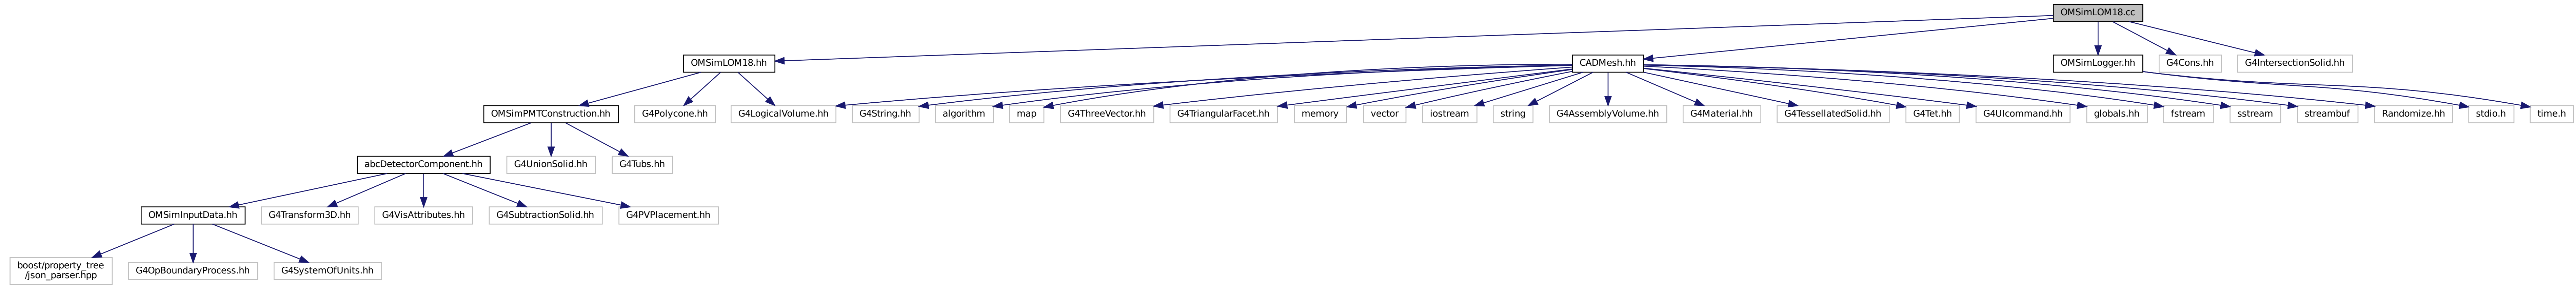 OMSimLOM18.cc
OMSimLOM18.hh
CADMesh.hh
OMSimLogger.hh
G4Cons.hh
G4IntersectionSolid.hh
OMSimPMTConstruction.hh
G4Polycone.hh
G4LogicalVolume.hh
G4String.hh
algorithm
map
G4ThreeVector.hh
G4TriangularFacet.hh
memory
vector
iostream
string
G4AssemblyVolume.hh
G4Material.hh
G4TessellatedSolid.hh
G4Tet.hh
G4UIcommand.hh
globals.hh
fstream
sstream
streambuf
Randomize.hh
stdio.h
time.h
abcDetectorComponent.hh
G4UnionSolid.hh
G4Tubs.hh
OMSimInputData.hh
G4Transform3D.hh
G4VisAttributes.hh
G4SubtractionSolid.hh
G4PVPlacement.hh
boost/property_tree
/json_parser.hpp
G4OpBoundaryProcess.hh
G4SystemOfUnits.hh